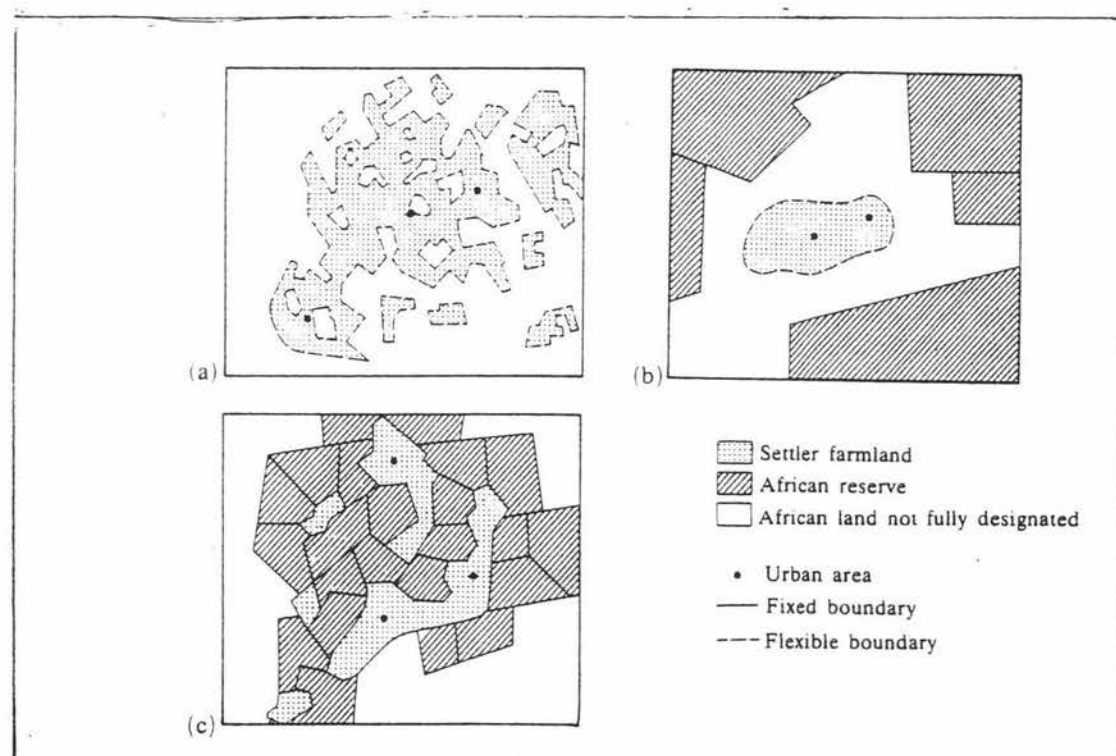 (a)
(b)
(c)
Settler farmland
African reserve
African land not fully designated
Urban area
Fixed boundary
Flexible boundary